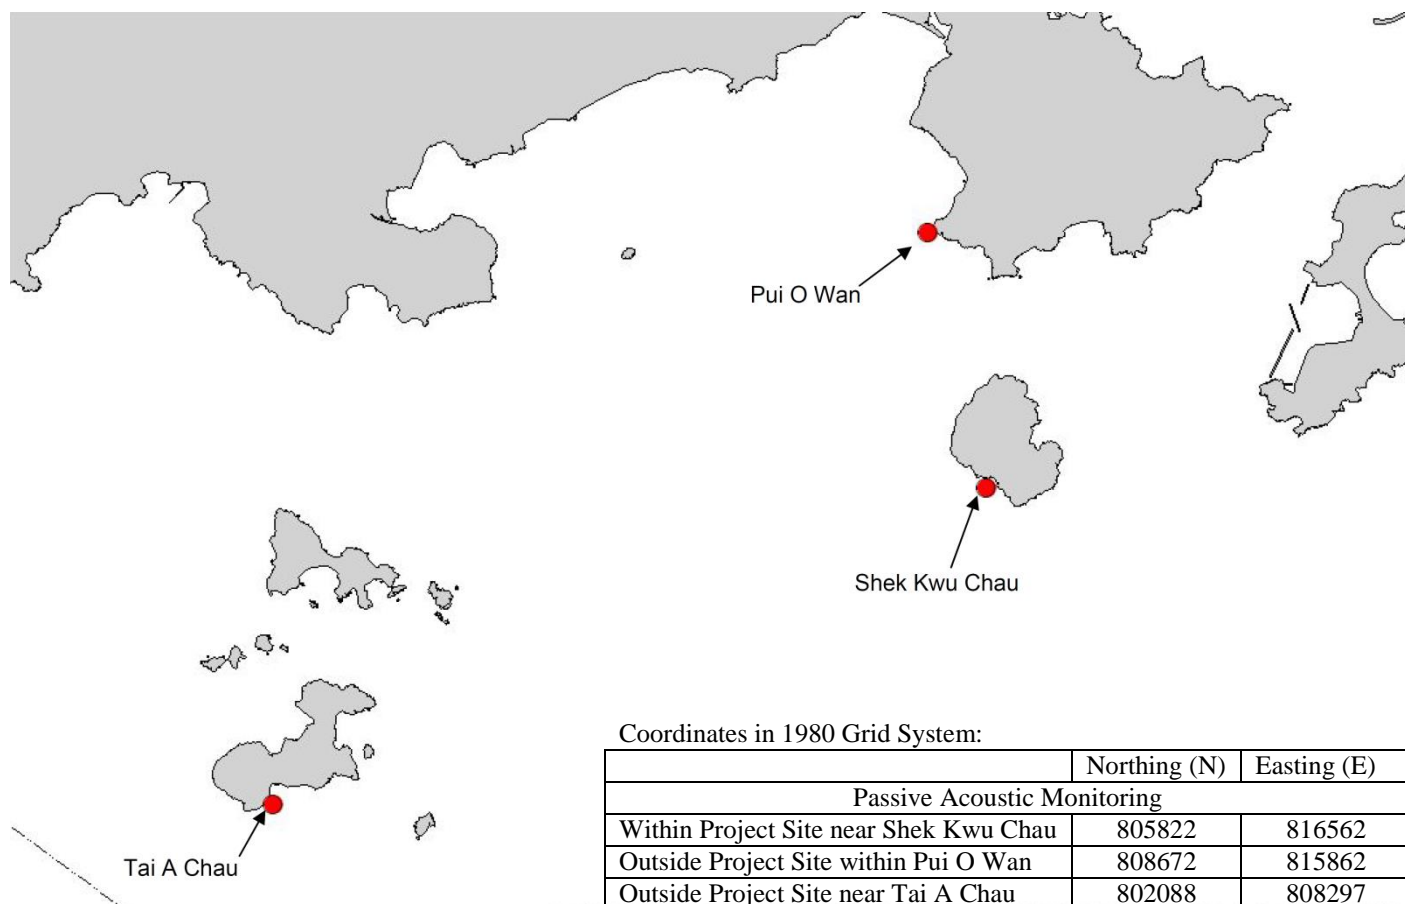 Pui O Wan
Shek Kwu Chau
Tai A Chau
Coordinates in 1980 Grid System:
Northing (N) Easting (E)
Passive Acoustic Monitoring
Within Project Site near Shek Kwu Chau 805822 816562
Outside Project Site within Pui O Wan 808672 815862
Outside Project Site near Tai A Chau 802088 808297